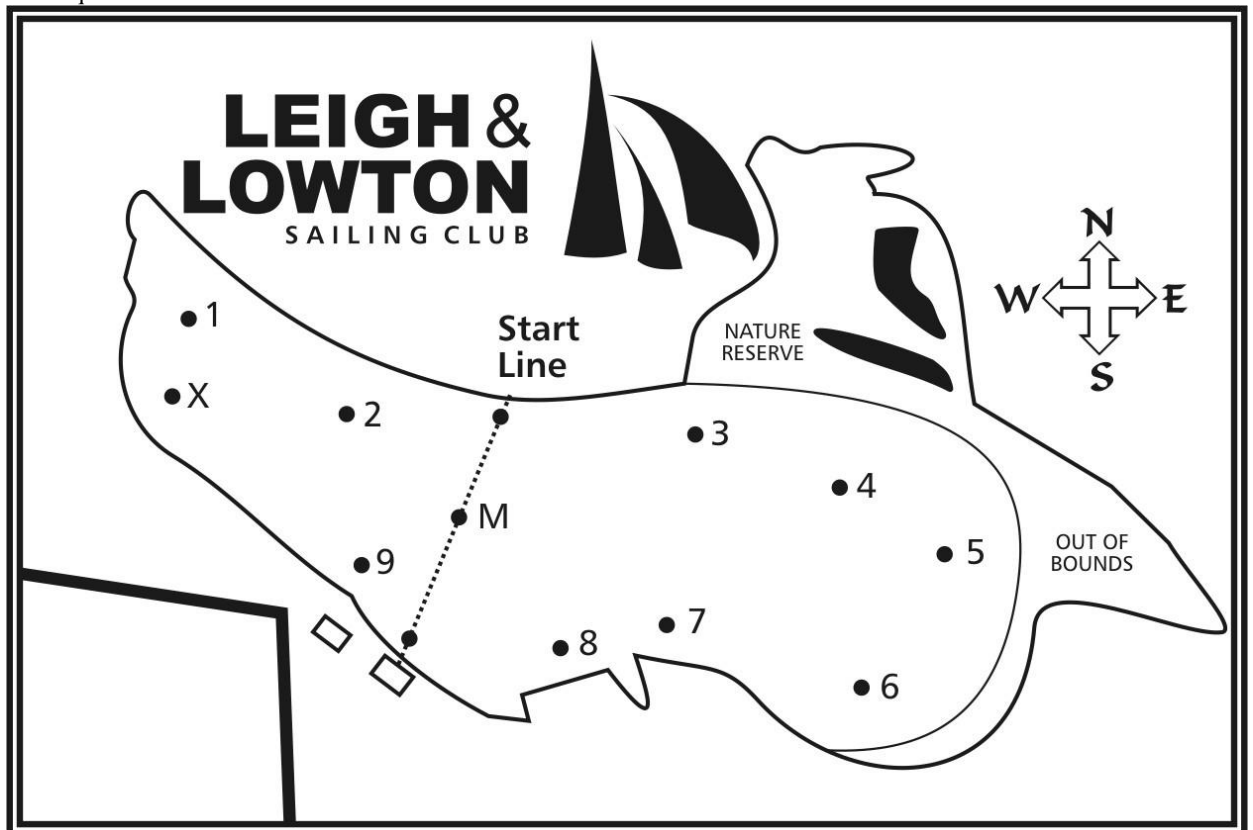 LEIGH &
LOWTON
SAILING CLUB
N
W E
S
1
Start
Line
NATURE
RESERVE
X
2
3
4
M
5
OUT OF
BOUNDS
9
7
8
6